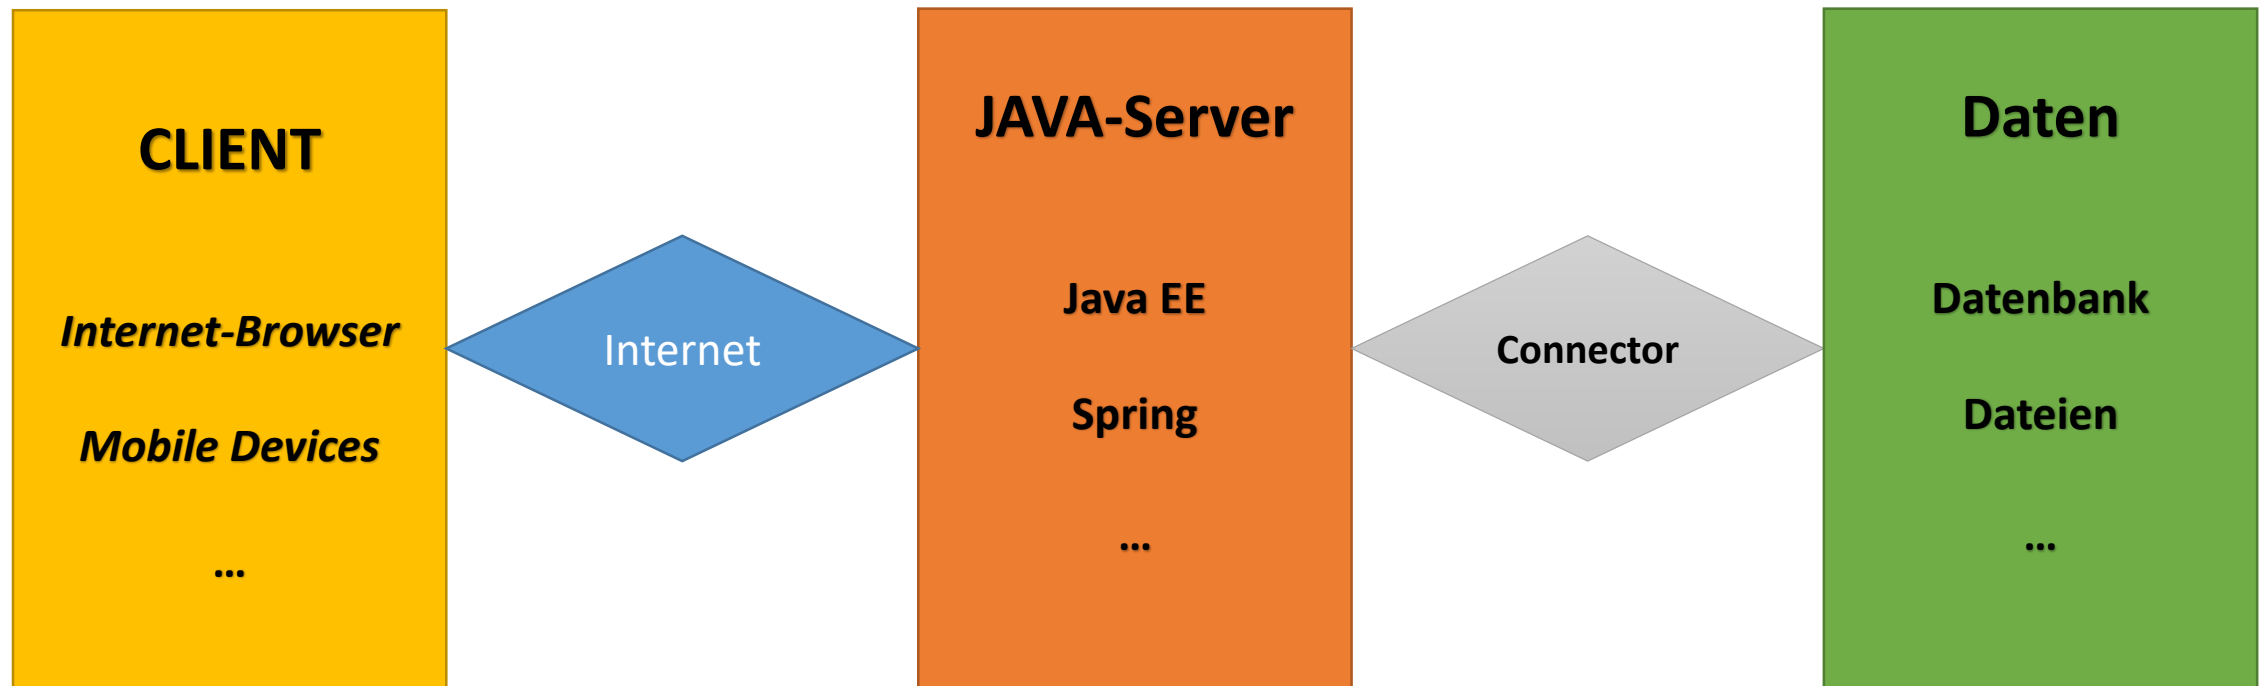 CLIENT
Internet-Browser
Mobile Devices
...
Internet
JAVA-Server
Java EE
Spring
...
Connector
Daten
Datenbank
Dateien
...